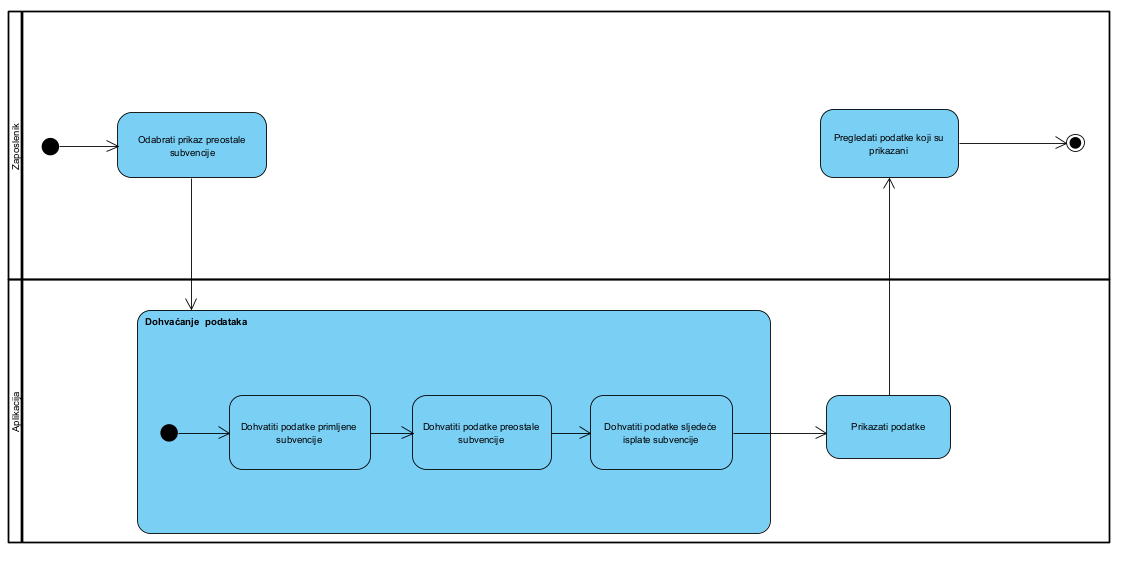 Zaposlenik
Odabrati prikaz preostale
subvencije
Pregledati podatke koji su
prikazani
Aplikacija
Dohvaćanje podataka
Dohvatiti podatke primljene
subvencije
Dohvatiti podatke preostale
subvencije
Dohvatiti podatke sljedeće
isplate subvencije
Prikazati podatke